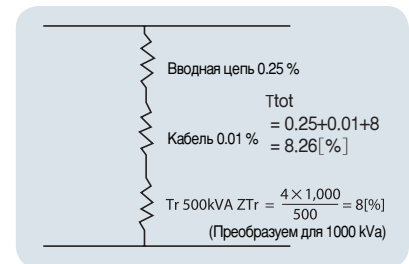 Вводная цепь 0.25 %
Ttot
= 0.25+0.01+8
Кабель 0.01 % = 8.26[%]
Tr 500kVA ZTr = 4×1,000 / 500 = 8[%]
(Преобразуем для 1000 kVa)